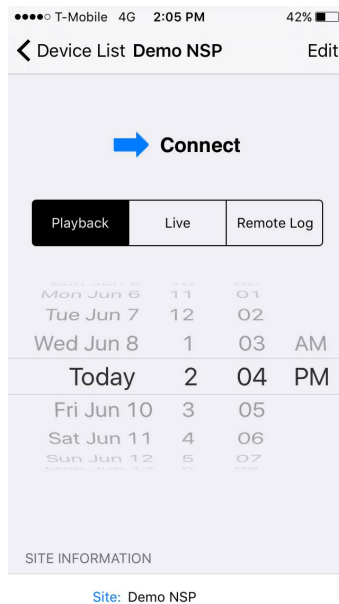 T-Mobile 4G 2:05 PM 42%
Device List Demo NSP Edit
Connect
Playback Live Remote Log
Mon Jun 6 11 01
Tue Jun 7 12 02
Wed Jun 8 1 03 AM
Today 2 04 PM
Fri Jun 10 3 05
Sat Jun 11 4 06
Sun Jun 12 5 07
SITE INFORMATION
Site: Demo NSP